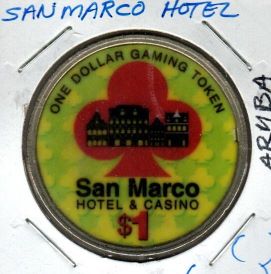 SAN MARCO HOTEL
ARUBA
ONE DOLLAR GAMING TOKEN
San Marco
HOTEL & CASINO
$1